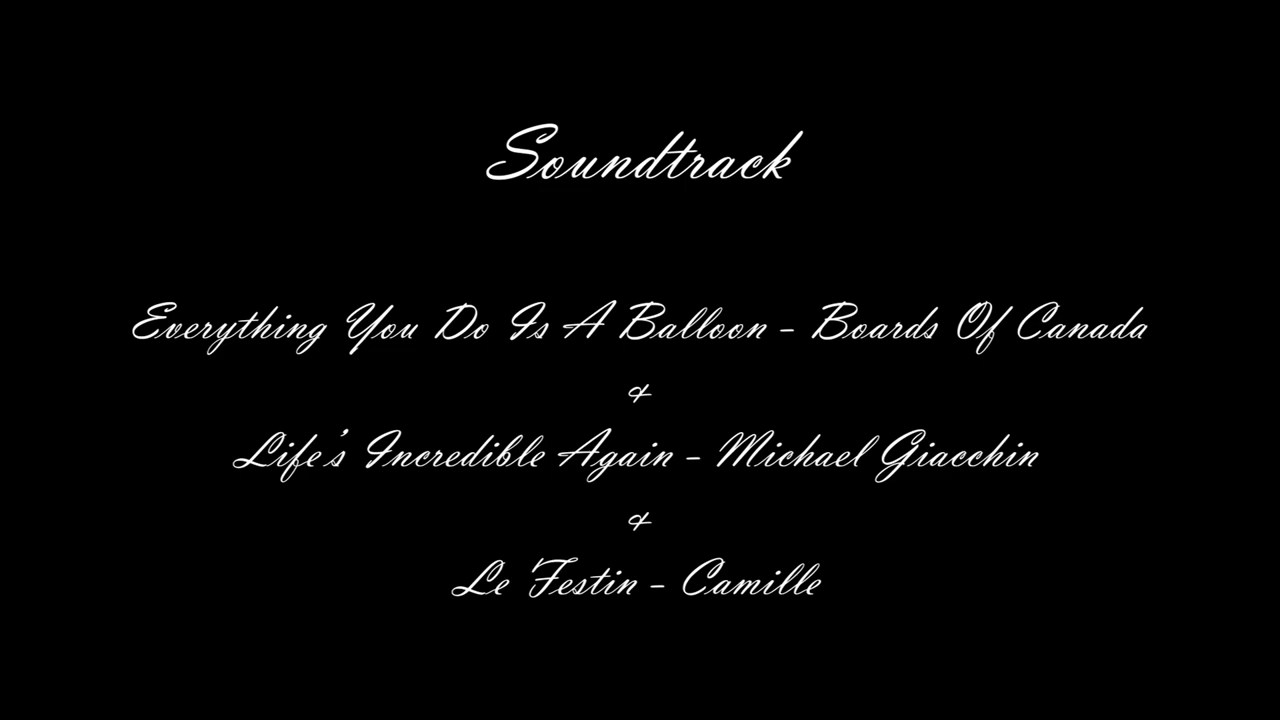 Soundtrack
Everything You Do Is A Balloon - Boards Of Canada
&
Life's Incredible Again - Michael Giacchin
&
Le Festin - Camille